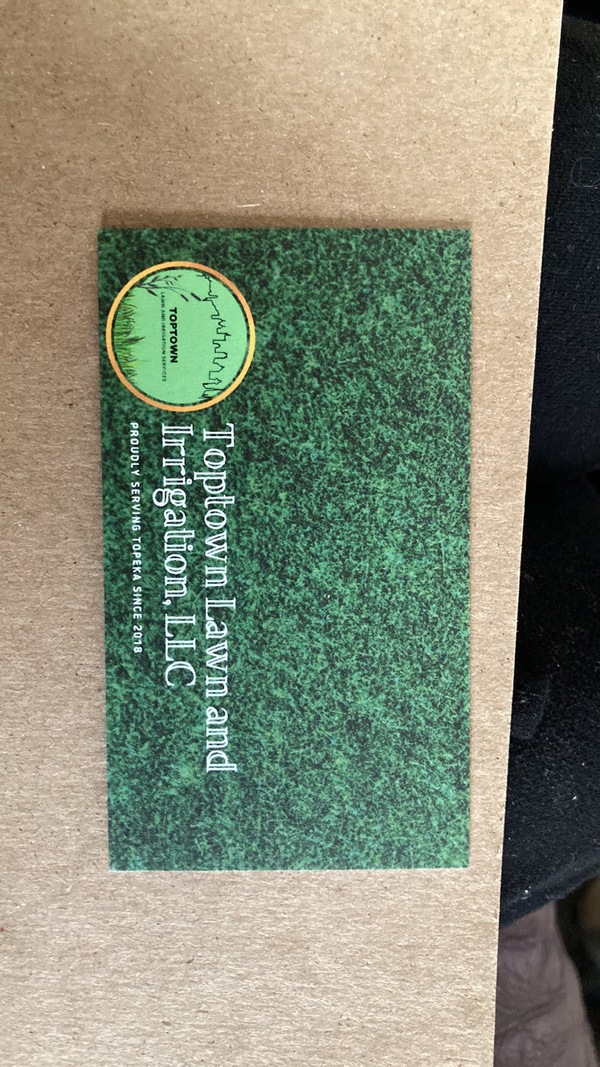 Toptown Lawn and
Irrigation, LLC
PROUDLY SERVING TOPEKA SINCE 2018
TOPTOWN
LAWN AND IRRIGATION SERVICES